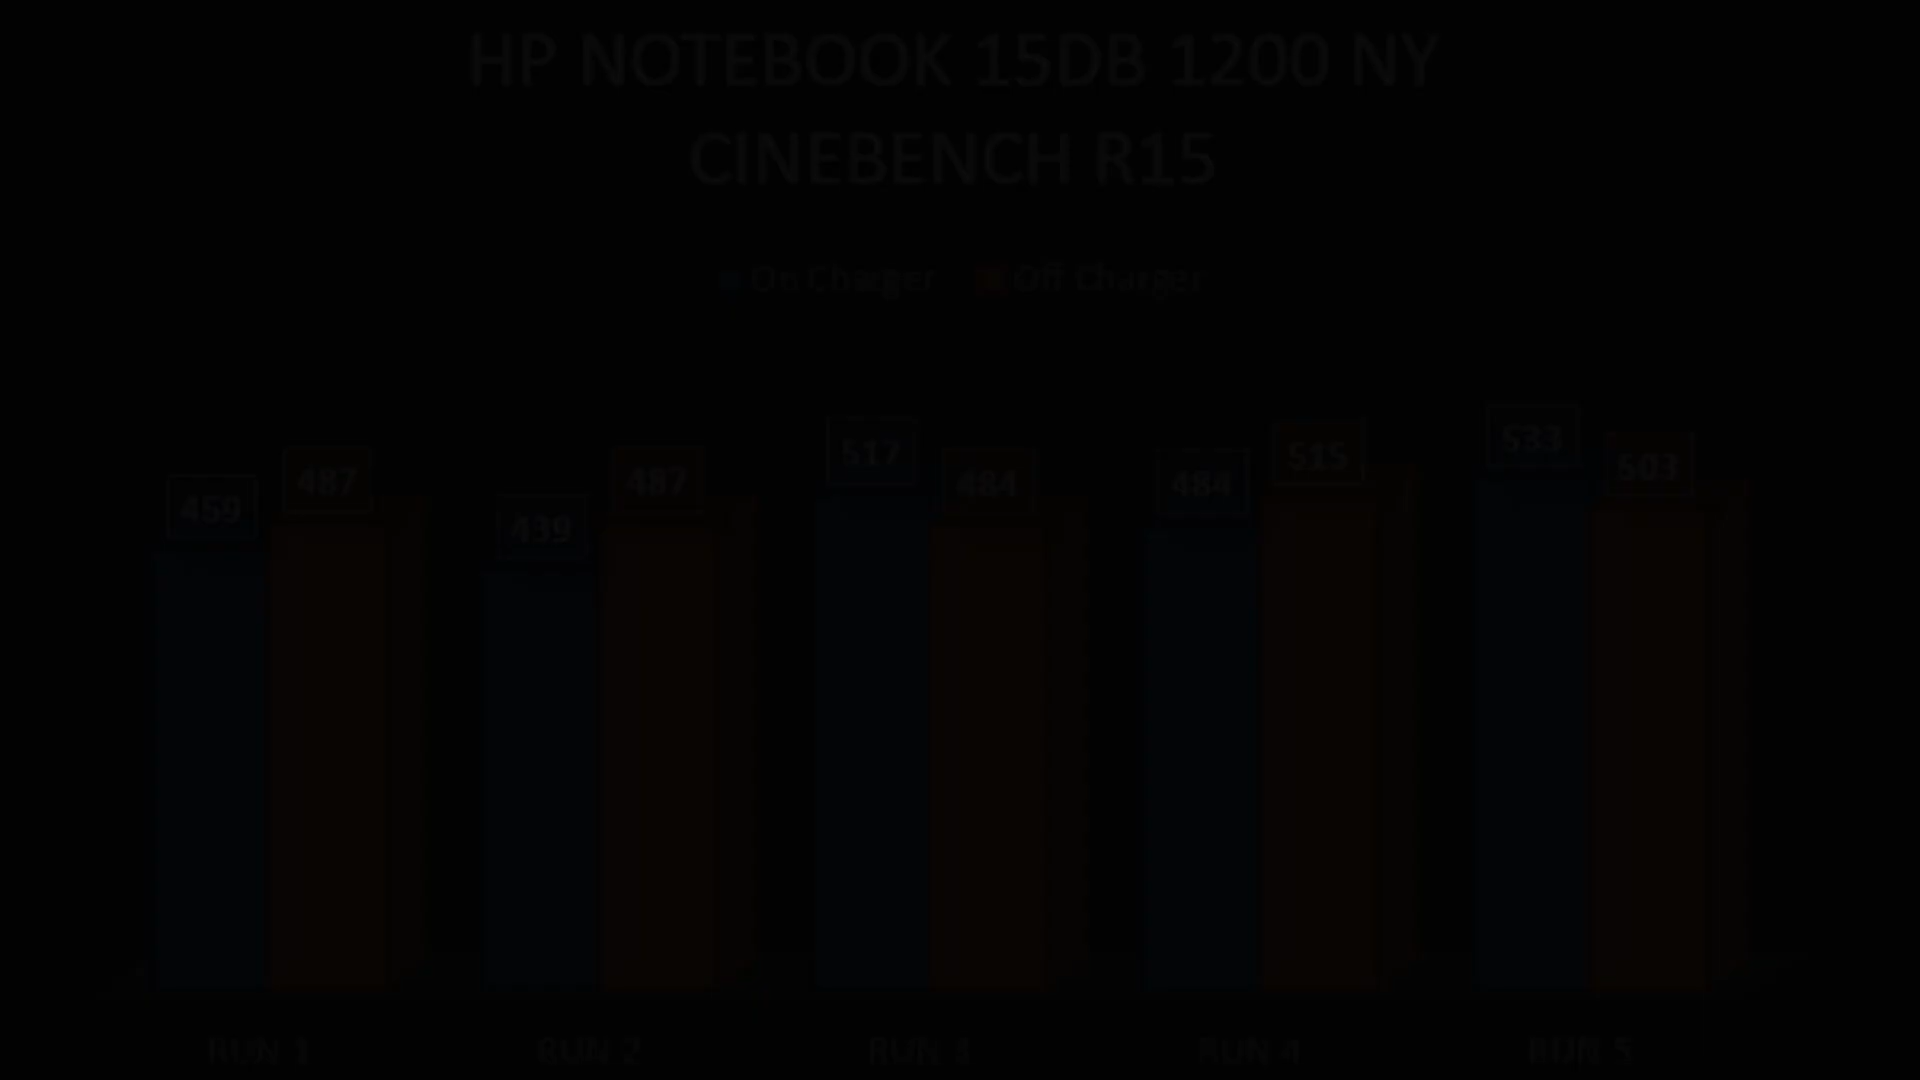 HP NOTEBOOK 15DB 1200 NY
CINEBENCH R15
On Charger Off Charger
459 487 439 487 517 484 484 515 533 503
RUN 1 RUN 2 RUN 3 RUN 4 RUN 5